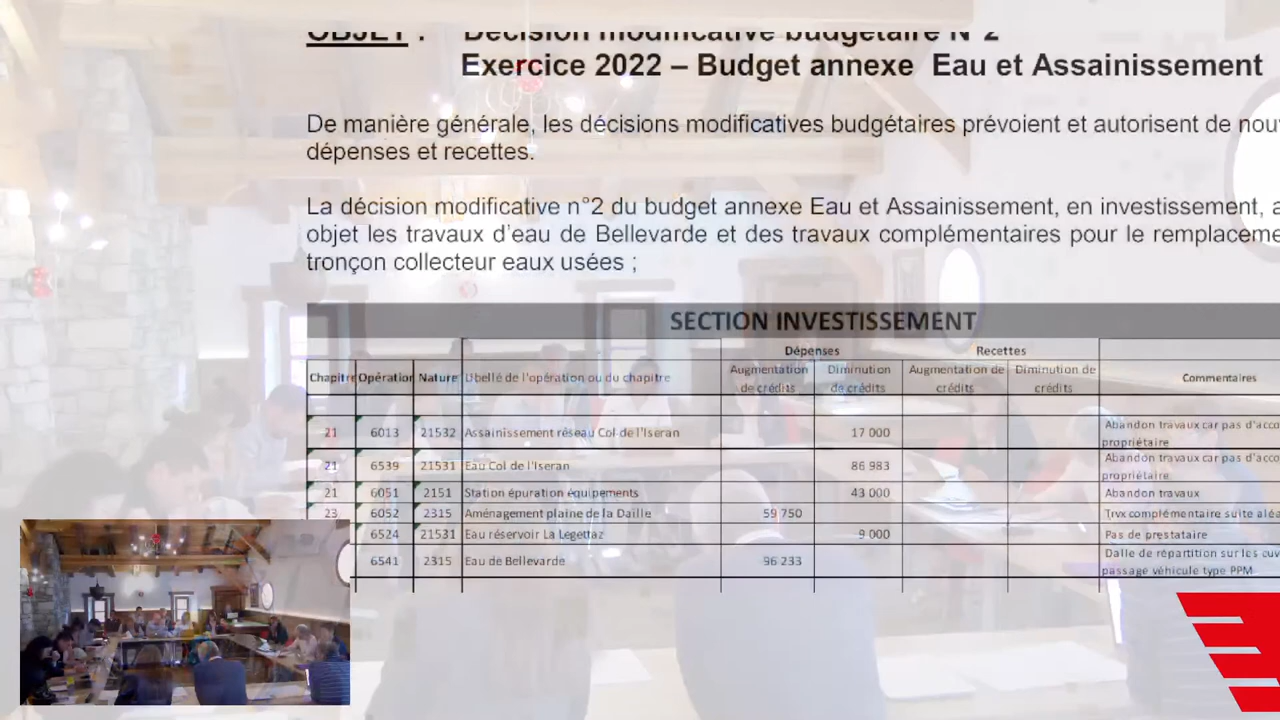 OBJET : Décision modificative budgétaire N°2
Exercice 2022 – Budget annexe Eau et Assainissement
De manière générale, les décisions modificatives budgétaires prévoient et autorisent de nou
dépenses et recettes.
La décision modificative n°2 du budget annexe Eau et Assainissement, en investissement, a
objet les travaux d'eau de Bellevarde et des travaux complémentaires pour le remplaceme
tronçon collecteur eaux usées ;
SECTION INVESTISSEMENT
Dépenses Recettes
Chapitre Opération Nature Libellé de l'opération ou du chapitre Augmentation de crédits Diminution de crédits Augmentation de crédits Diminution de crédits Commentaires
21 6013 21532 Assainissement réseau Col de l'Iseran 17 000 Abandon travaux car pas d'acco
propriétaire
21 6539 21531 Eau Col de l'Iseran 86 983 Abandon travaux car pas d'acco
propriétaire
21 6051 2151 Station épuration équipements 43 000 Abandon travaux
23 6052 2315 Aménagement plaine de la Daille 59 750 Trvx complémentaire suite aléa
6524 21531 Eau réservoir La Legettaz 9 000 Pas de prestataire
6541 2315 Eau de Bellevarde 96 233 Dalle de répartition sur les ouv
passage véhicule type PPM